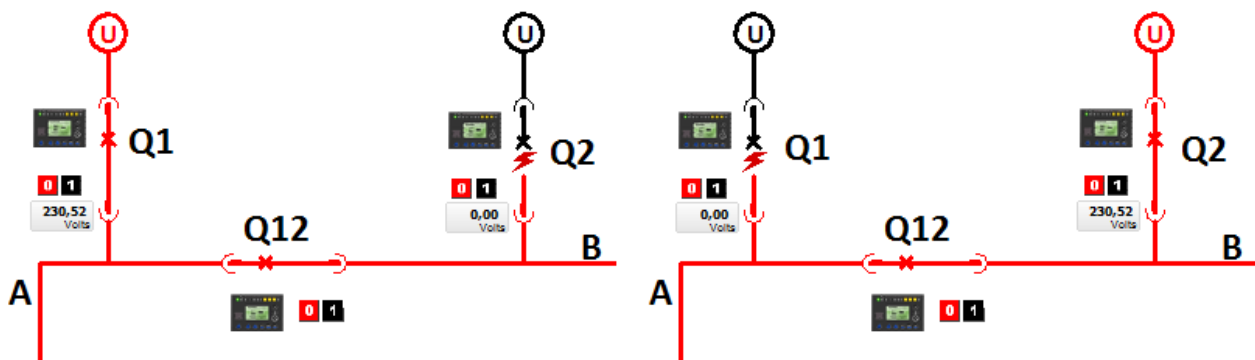 U U U U
Q1 Q2 Q1 Q2
0 1 0 1 0 1 0 1
230,52 0,00 0,00 230,52
Volts Volts Volts Volts
Q12 B Q12 B
A A
0 1 0 1